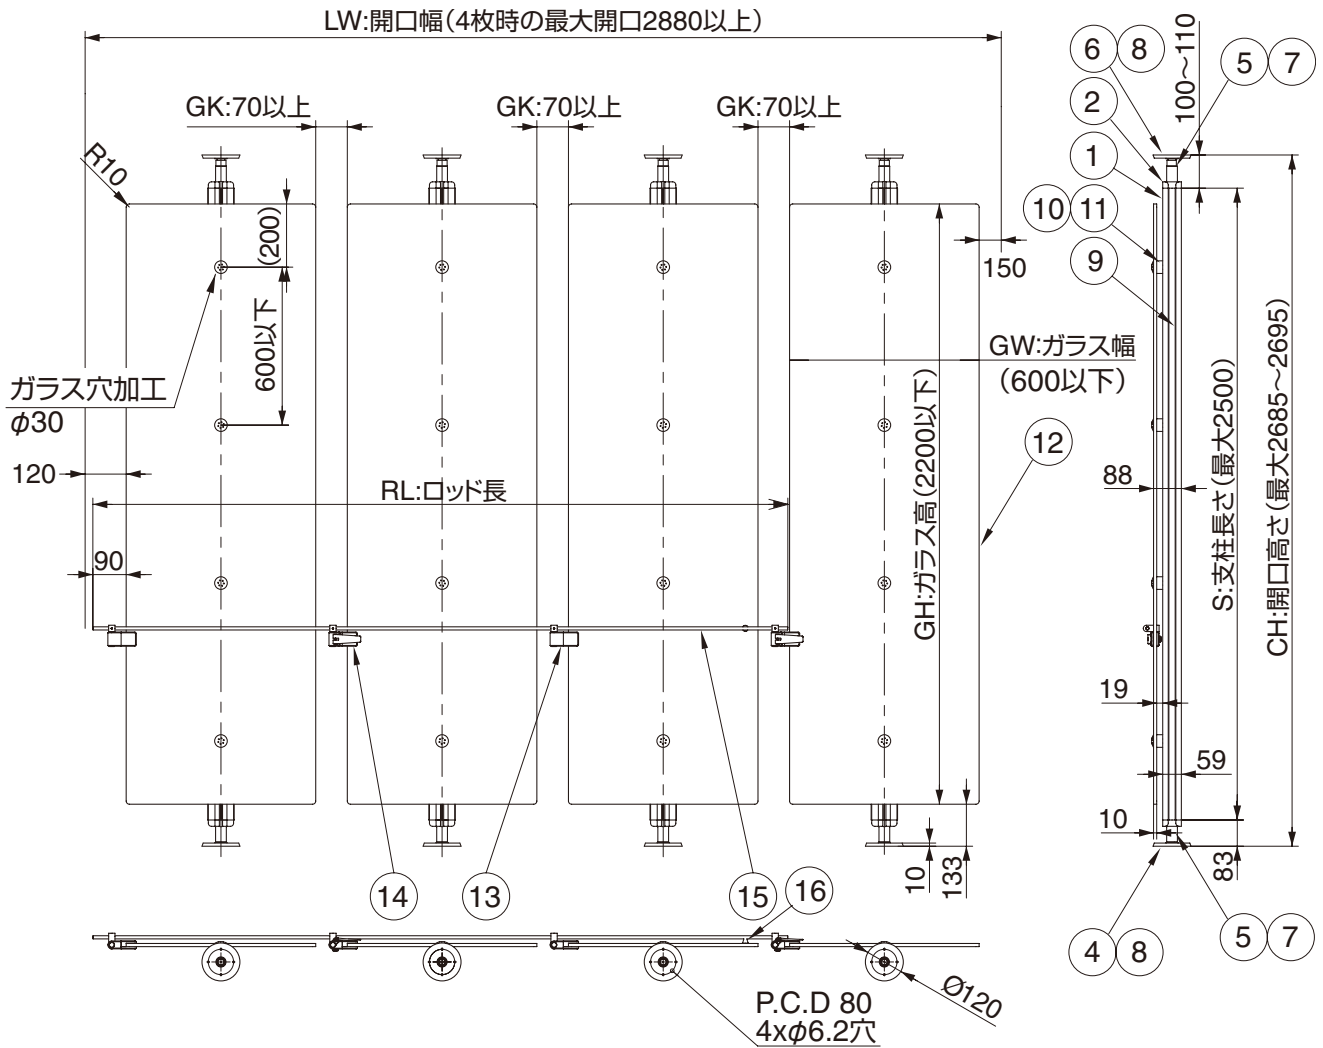 LW:開口幅（4枚時の最大開口2880以上）
GK:70以上
GK:70以上
GK:70以上
R10
(200)
600以下
ガラス穴加工
φ30
120
RL:ロッド長
90
150
GW:ガラス幅
（600以下）
GH:ガラス高（2200以下）
12
10
133
14
13
15
16
P.C.D 80
4xφ6.2穴
Ø120
6 8
5 7
100〜110
2
1
10 11
9
88
S:支柱長さ（最大2500）
CH:開口高さ（最大2685〜2695）
19
59
10
83
4 8
5 7